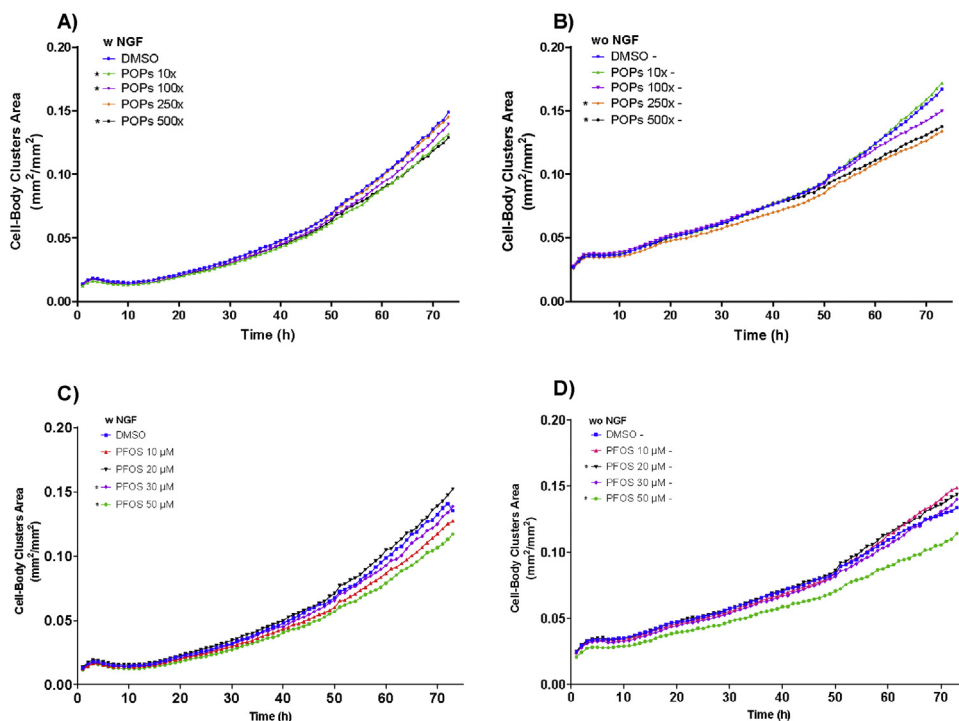 A)
w NGF
DMSO
* POPs 10x
* POPs 100x
POPs 250x
* POPs 500x
Cell-Body Clusters Area
(mm²/mm²)
0.20
0.15
0.10
0.05
0.00
0 10 20 30 40 50 60 70
Time (h)
B)
wo NGF
DMSO -
POPs 10x -
POPs 100x -
* POPs 250x -
* POPs 500x -
Cell-Body Clusters Area
(mm²/mm²)
0.20
0.15
0.10
0.05
0.00
10 20 30 40 50 60 70
Time (h)
C)
w NGF
DMSO
PFOS 10 µM
PFOS 20 µM
* PFOS 30 µM
* PFOS 50 µM
Cell-Body Clusters Area
(mm²/mm²)
0.20
0.15
0.10
0.05
0.00
0 10 20 30 40 50 60 70
Time (h)
D)
wo NGF
DMSO -
PFOS 10 µM -
* PFOS 20 µM -
PFOS 30 µM -
* PFOS 50 µM -
Cell-Body Clusters Area
(mm²/mm²)
0.20
0.15
0.10
0.05
0.00
0 10 20 30 40 50 60 70
Time (h)